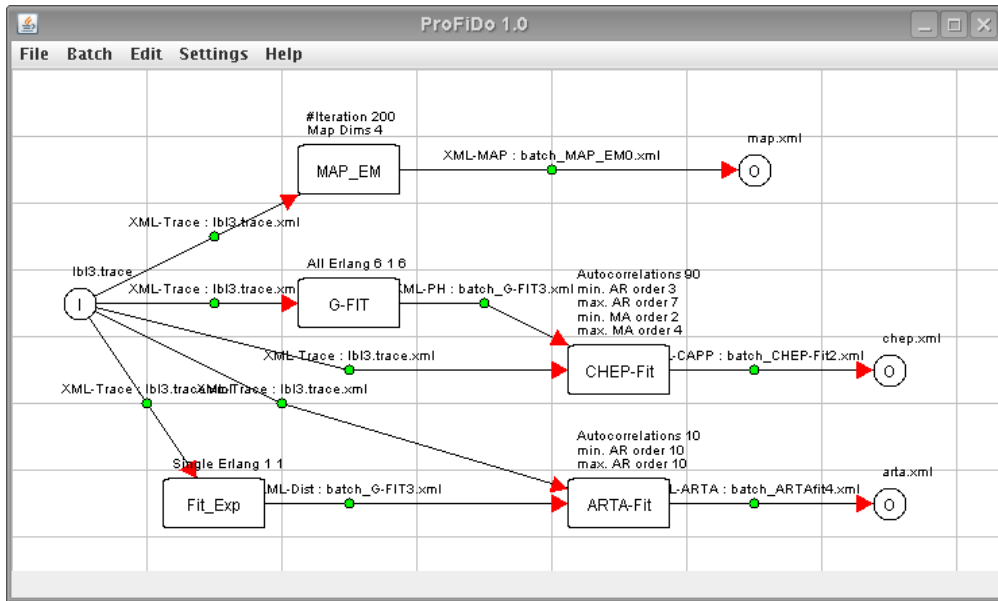 ProFiDo 1.0
File Batch Edit Settings Help
#Iteration 200
Map Dims 4
MAP_EM
XML-MAP : batch_MAP_EM0.xml
map.xml
O
XML-Trace : lbl3.trace.xml
lbl3.trace
I
XML-Trace : lbl3.trace.xml
All Erlang 6 1 6
G-FIT
XML-PH : batch_G-FIT3.xml
Autocorrelations 90
min. AR order 3
max. AR order 7
min. MA order 2
max. MA order 4
XML-Trace : lbl3.trace.xml
CHEP-Fit
L-CAPP : batch_CHEP-Fit2.xml
chep.xml
O
XML-Trace : lbl3.trace
Trace : lbl3.trace.xml
Autocorrelations 10
min. AR order 10
max. AR order 10
Single Erlang 1 1
Fit_Exp
ML-Dist : batch_G-FIT3.xml
ARTA-Fit
L-ARTA : batch_ARTAfit4.xml
arta.xml
O